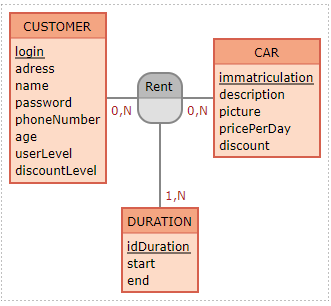 CUSTOMER
login
adress
name
password
phoneNumber
age
userLevel
discountLevel
Rent
0,N
0,N
CAR
immatriculation
description
picture
pricePerDay
discount
1,N
DURATION
idDuration
start
end